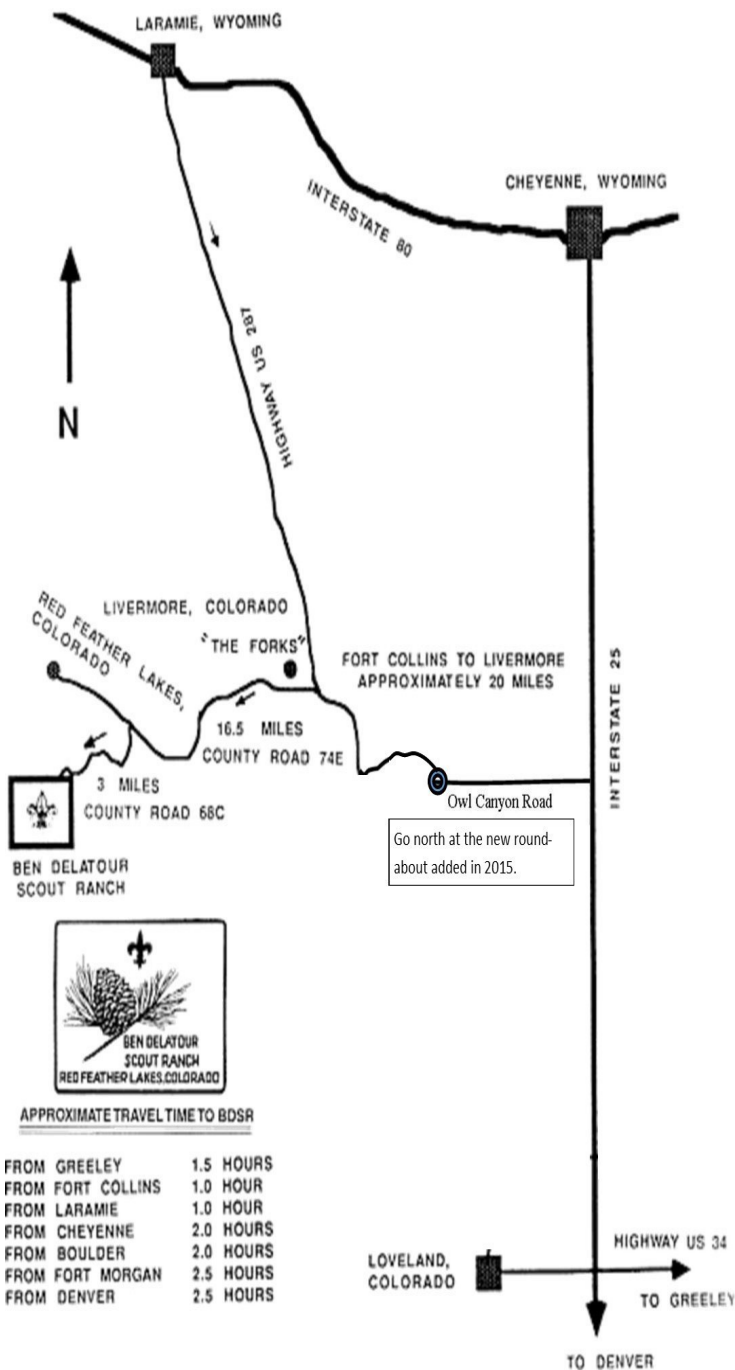 LARAMIE, WYOMING
CHEYENNE, WYOMING
INTERSTATE 80
HIGHWAY US 287
N
LIVERMORE, COLORADO
"THE FORKS"
RED FEATHER LAKES,
COLORADO
FORT COLLINS TO LIVERMORE
APPROXIMATELY 20 MILES
INTERSTATE 25
16.5 MILES
COUNTY ROAD 74E
3 MILES
COUNTY ROAD 68C
Owl Canyon Road
Go north at the new round-
about added in 2015.
BEN DELATOUR
SCOUT RANCH
BEN DELATOUR
SCOUT RANCH
RED FEATHER LAKES, COLORADO
APPROXIMATE TRAVEL TIME TO BDSR
FROM GREELEY 1.5 HOURS
FROM FORT COLLINS 1.0 HOUR
FROM LARAMIE 1.0 HOUR
FROM CHEYENNE 2.0 HOURS
FROM BOULDER 2.0 HOURS
FROM FORT MORGAN 2.5 HOURS
FROM DENVER 2.5 HOURS
LOVELAND,
COLORADO
HIGHWAY US 34
TO GREELEY
TO DENVER